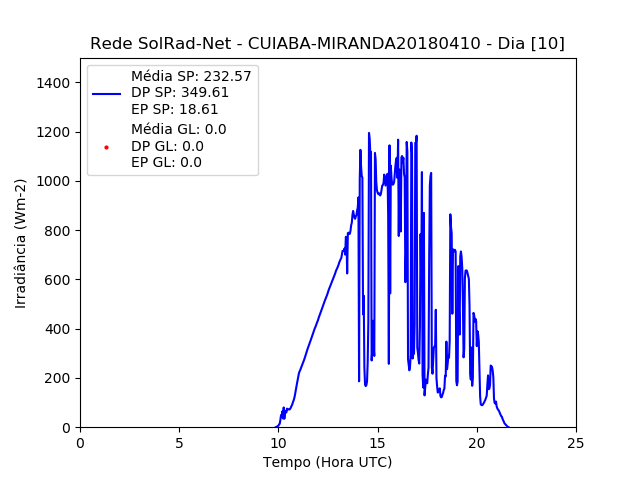 Rede SolRad-Net - CUIABA-MIRANDA20180410 - Dia [10]
Média SP: 232.57
DP SP: 349.61
EP SP: 18.61
Média GL: 0.0
DP GL: 0.0
EP GL: 0.0
Irradiância (Wm-2)
1400
1200
1000
800
600
400
200
0
0 5 10 15 20 25
Tempo (Hora UTC)